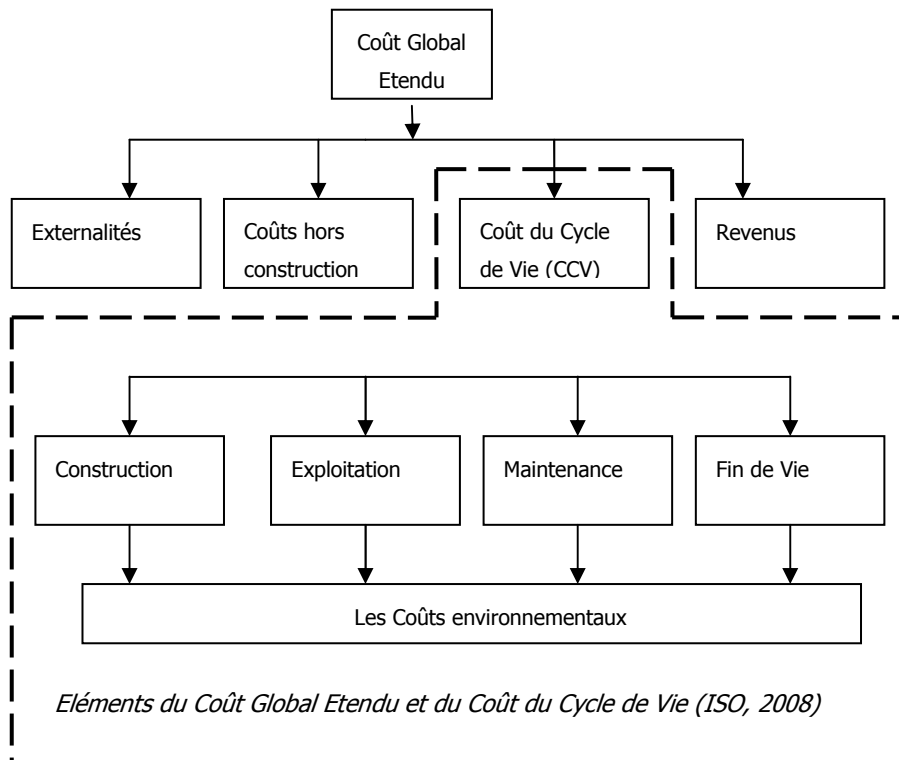 Coût Global
Etendu
Externalités
Coûts hors
construction
Coût du Cycle
de Vie (CCV)
Revenus
Construction
Exploitation
Maintenance
Fin de Vie
Les Coûts environnementaux
Eléments du Coût Global Etendu et du Coût du Cycle de Vie (ISO, 2008)